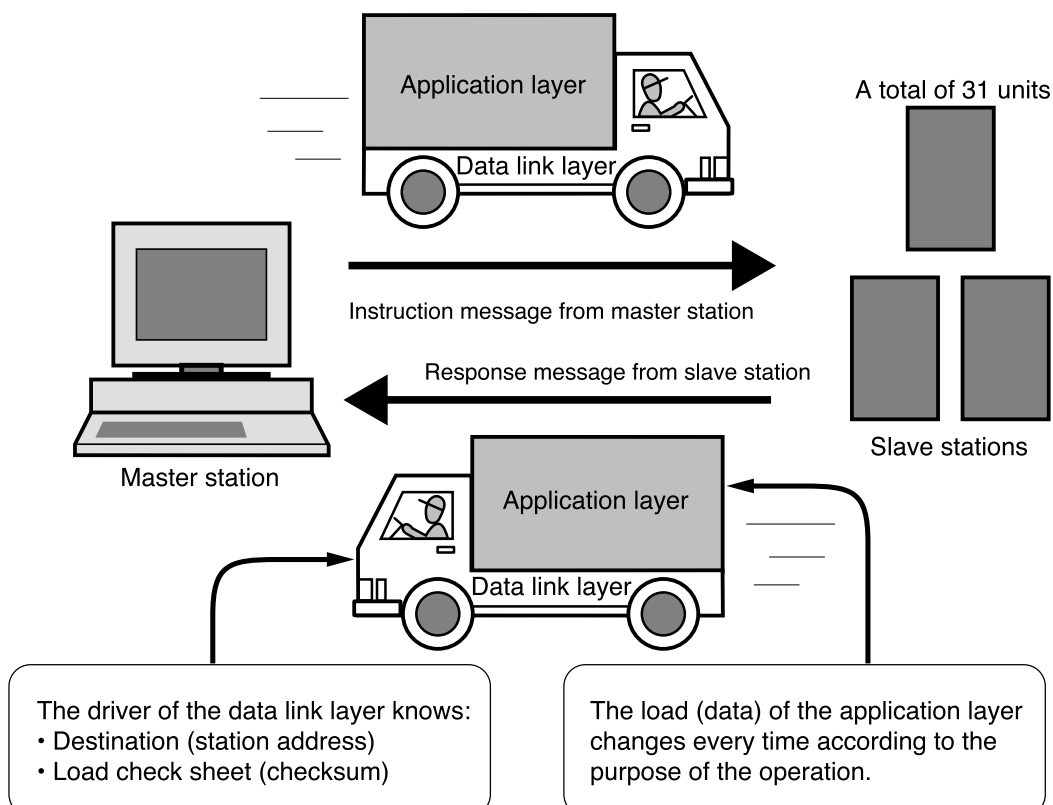 Application layer
Data link layer
A total of 31 units
Instruction message from master station
Response message from slave station
Slave stations
Master station
Application layer
Data link layer
The driver of the data link layer knows:
• Destination (station address)
• Load check sheet (checksum)
The load (data) of the application layer
changes every time according to the
purpose of the operation.